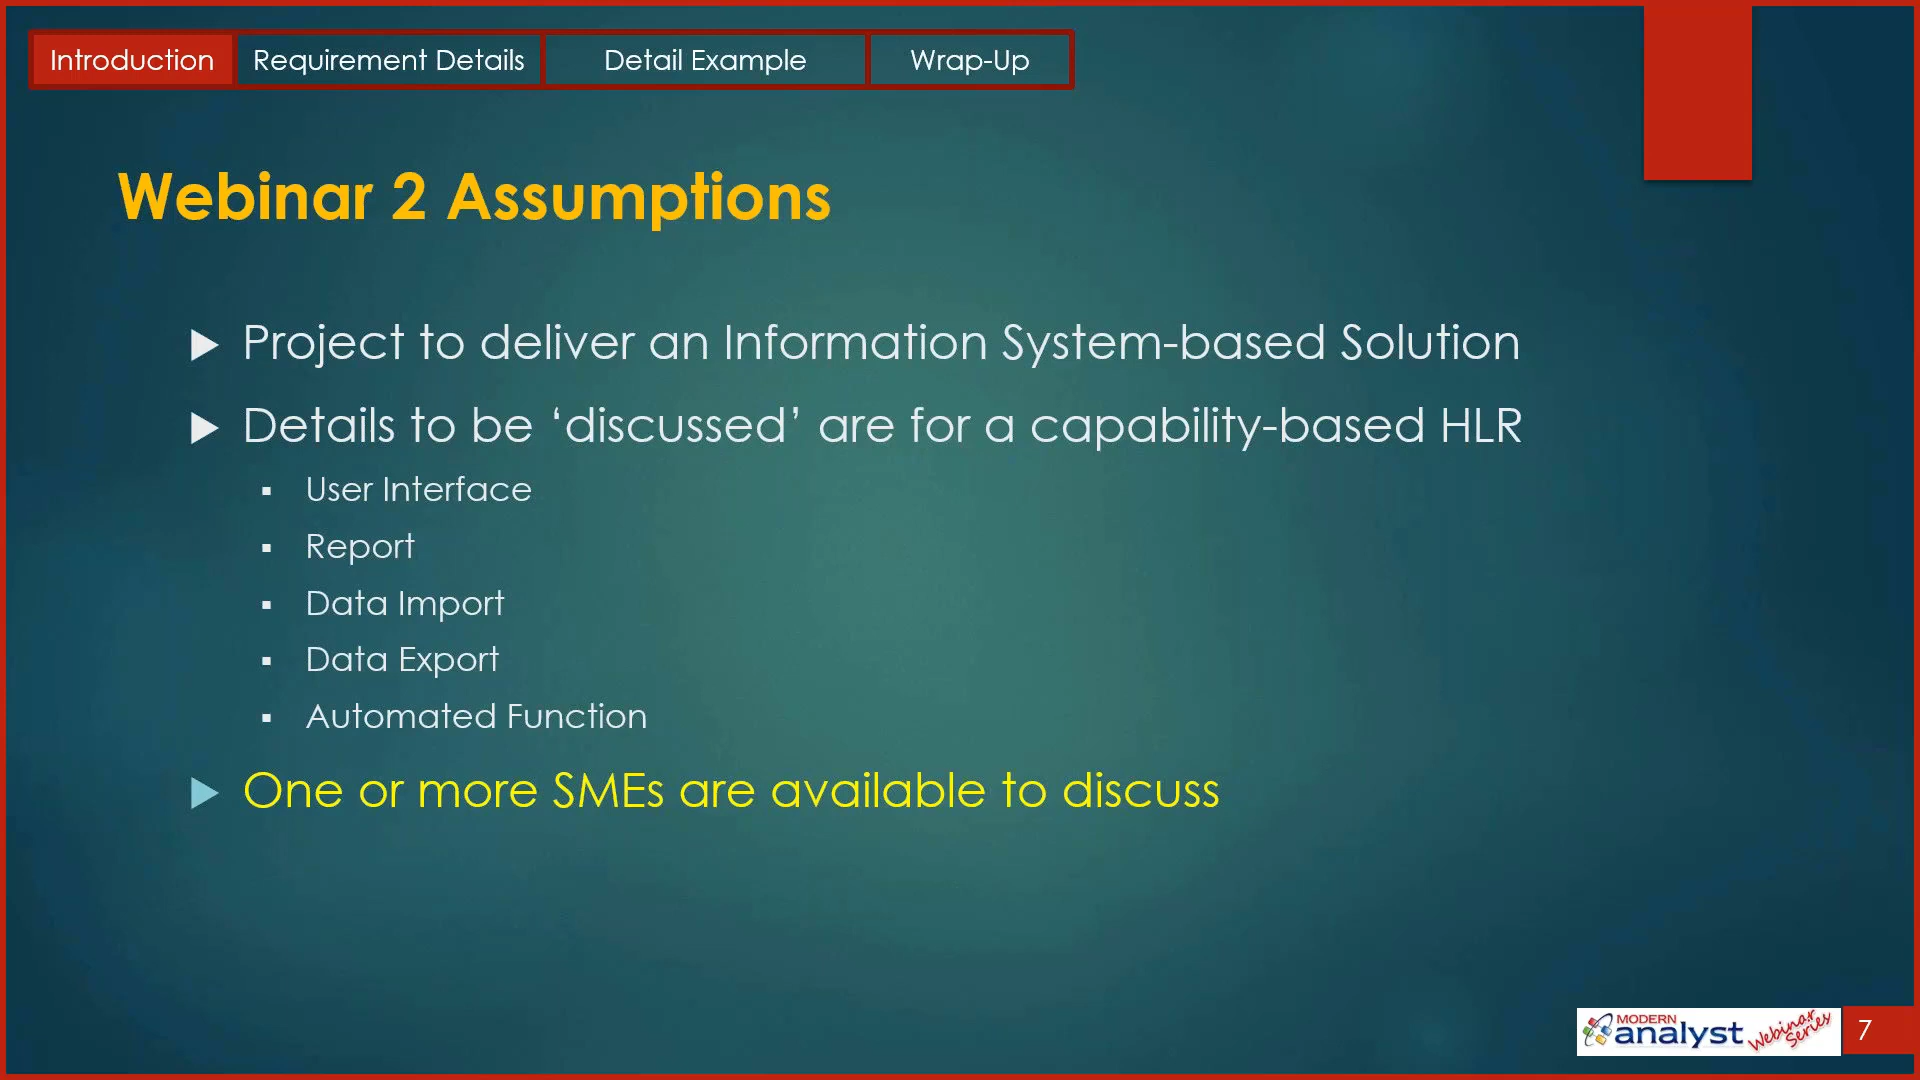 Introduction Requirement Details Detail Example Wrap-Up
Webinar 2 Assumptions
Project to deliver an Information System-based Solution
Details to be ‘discussed’ are for a capability-based HLR
User Interface
Report
Data Import
Data Export
Automated Function
One or more SMEs are available to discuss
MODERN
analyst Webinar Series
7